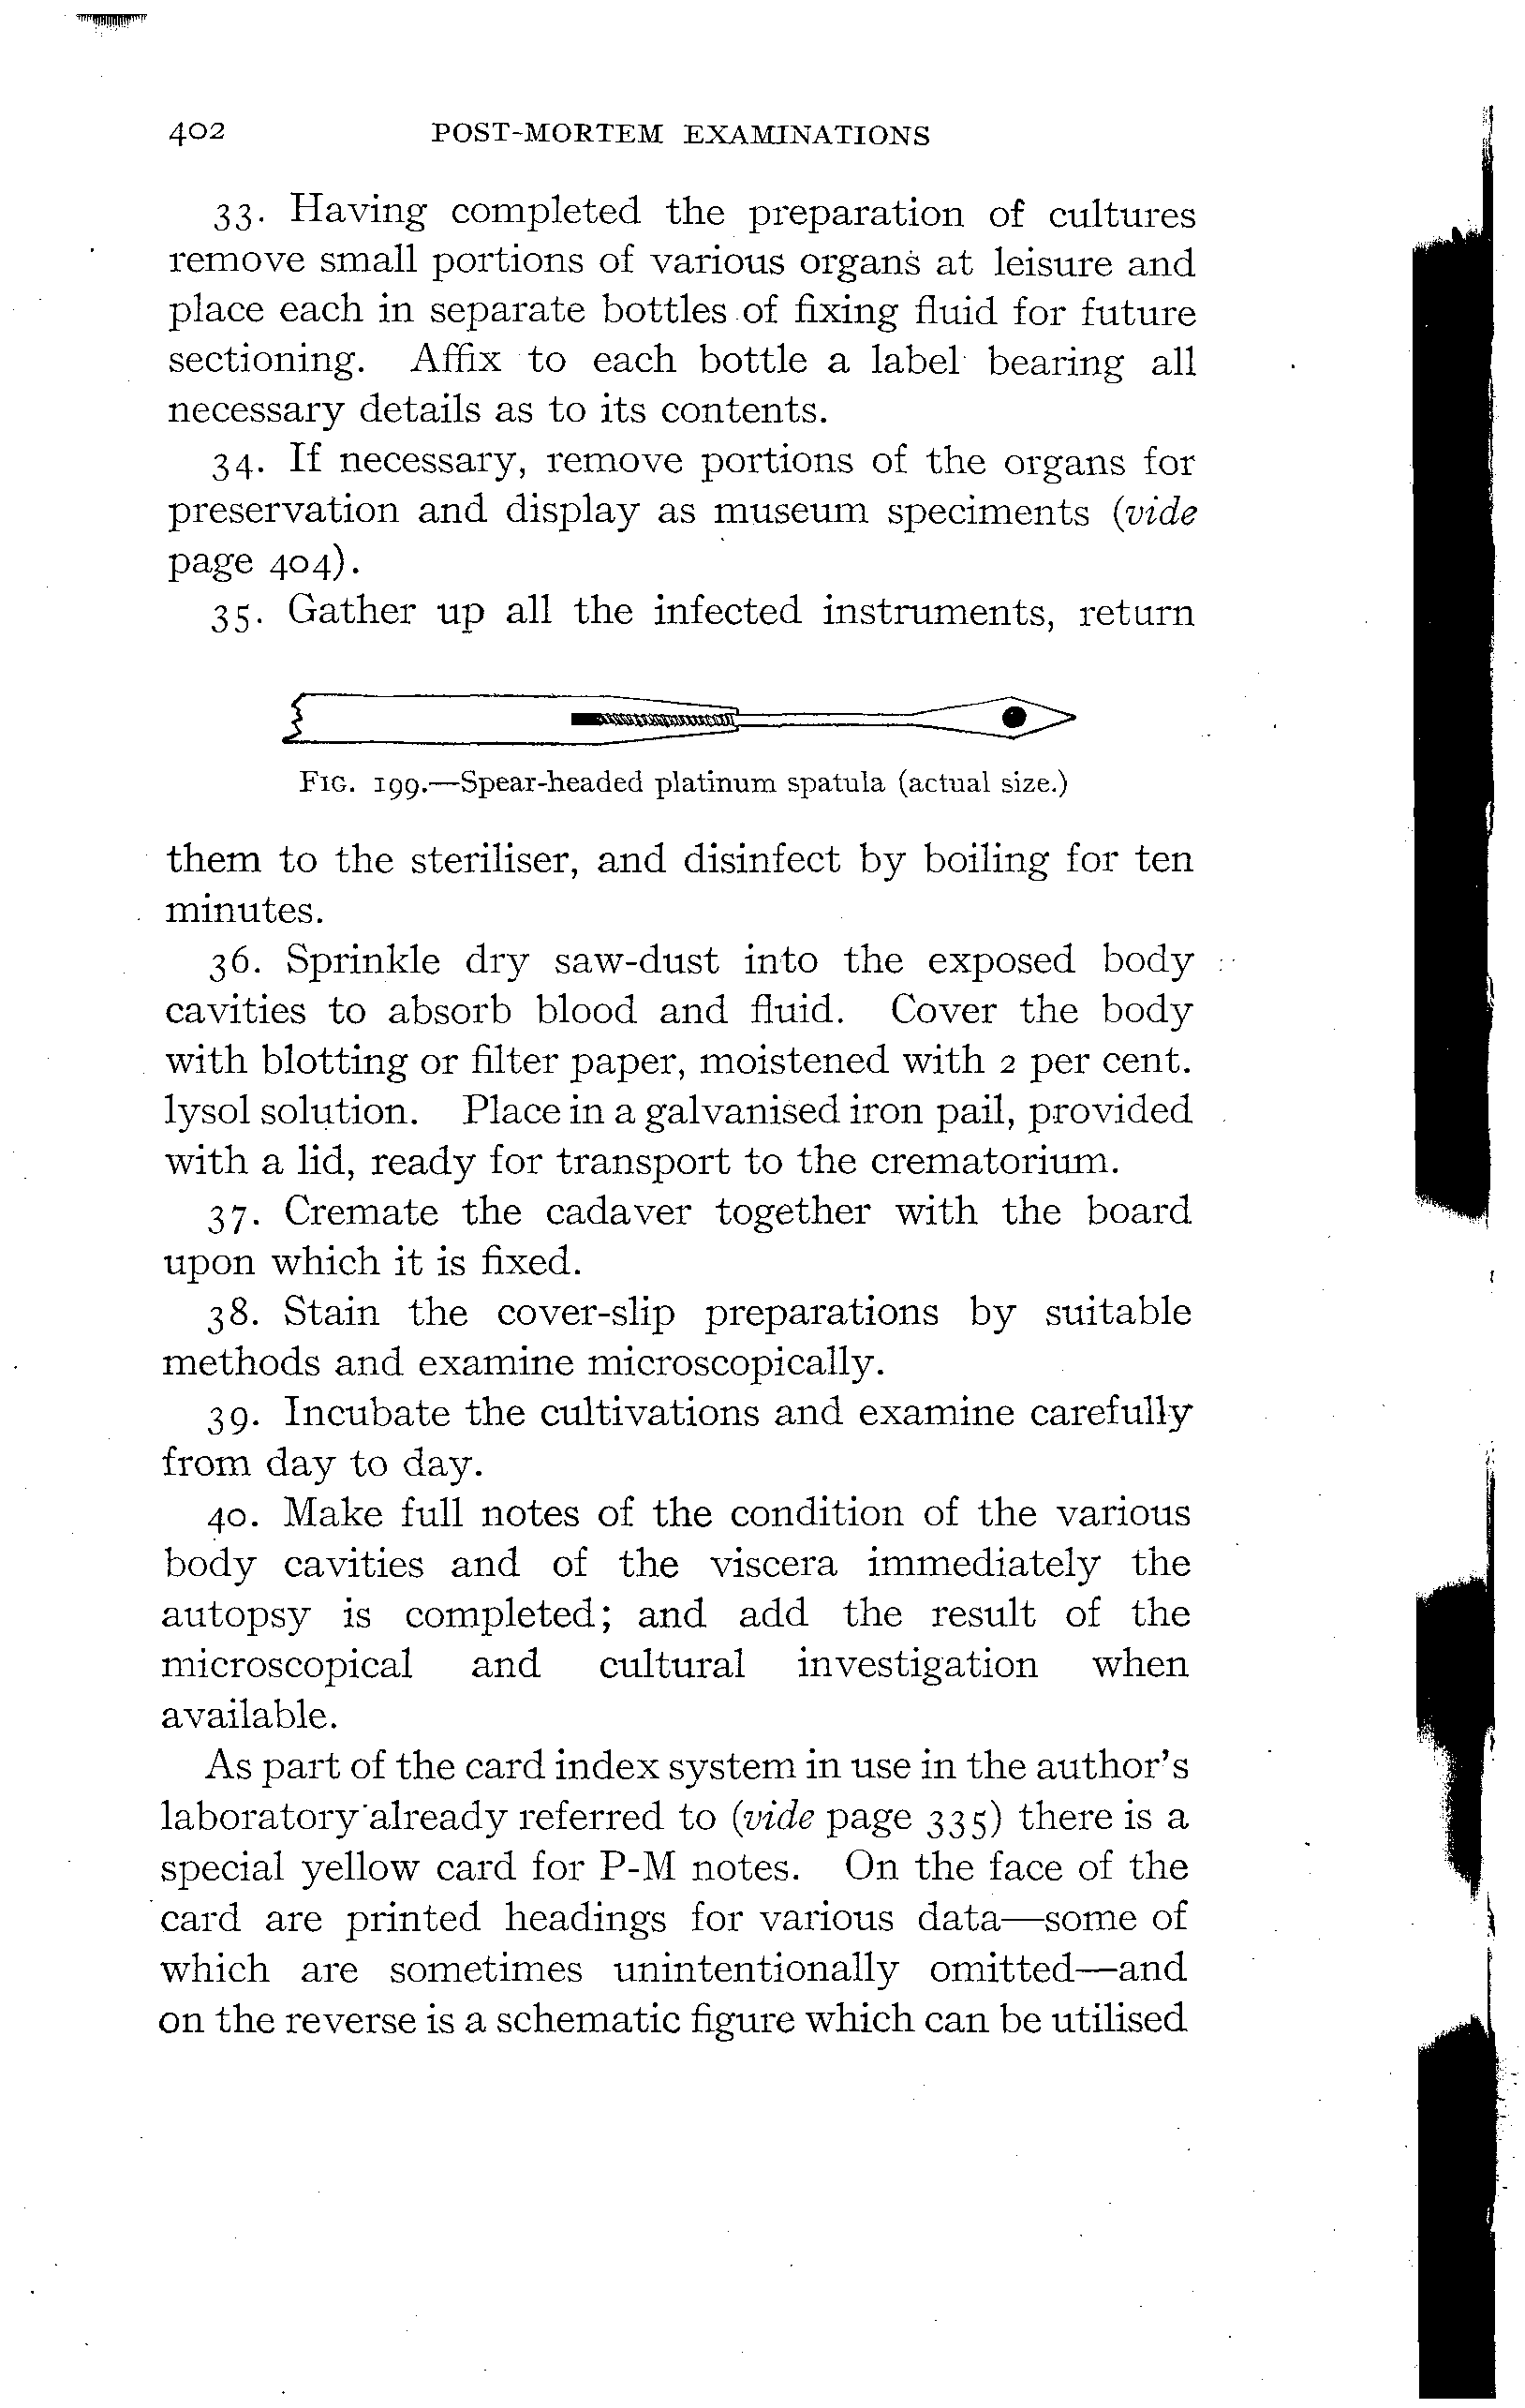 402 POST-MORTEM EXAMINATIONS
33. Having completed the preparation of cultures
remove small portions of various organs at leisure and
place each in separate bottles of fixing fluid for future
sectioning. Affix to each bottle a label bearing all
necessary details as to its contents.
34. If necessary, remove portions of the organs for
preservation and display as museum speciments (vide
page 404).
35. Gather up all the infected instruments, return
FIG. 199.—Spear-headed platinum spatula (actual size.)
them to the steriliser, and disinfect by boiling for ten
minutes.
36. Sprinkle dry saw-dust into the exposed body
cavities to absorb blood and fluid. Cover the body
with blotting or filter paper, moistened with 2 per cent.
lysol solution. Place in a galvanised iron pail, provided
with a lid, ready for transport to the crematorium.
37. Cremate the cadaver together with the board
upon which it is fixed.
38. Stain the cover-slip preparations by suitable
methods and examine microscopically.
39. Incubate the cultivations and examine carefully
from day to day.
40. Make full notes of the condition of the various
body cavities and of the viscera immediately the
autopsy is completed; and add the result of the
microscopical and cultural investigation when
available.
As part of the card index system in use in the author's
laboratory already referred to (vide page 335) there is a
special yellow card for P-M notes. On the face of the
card are printed headings for various data—some of
which are sometimes unintentionally omitted—and
on the reverse is a schematic figure which can be utilised